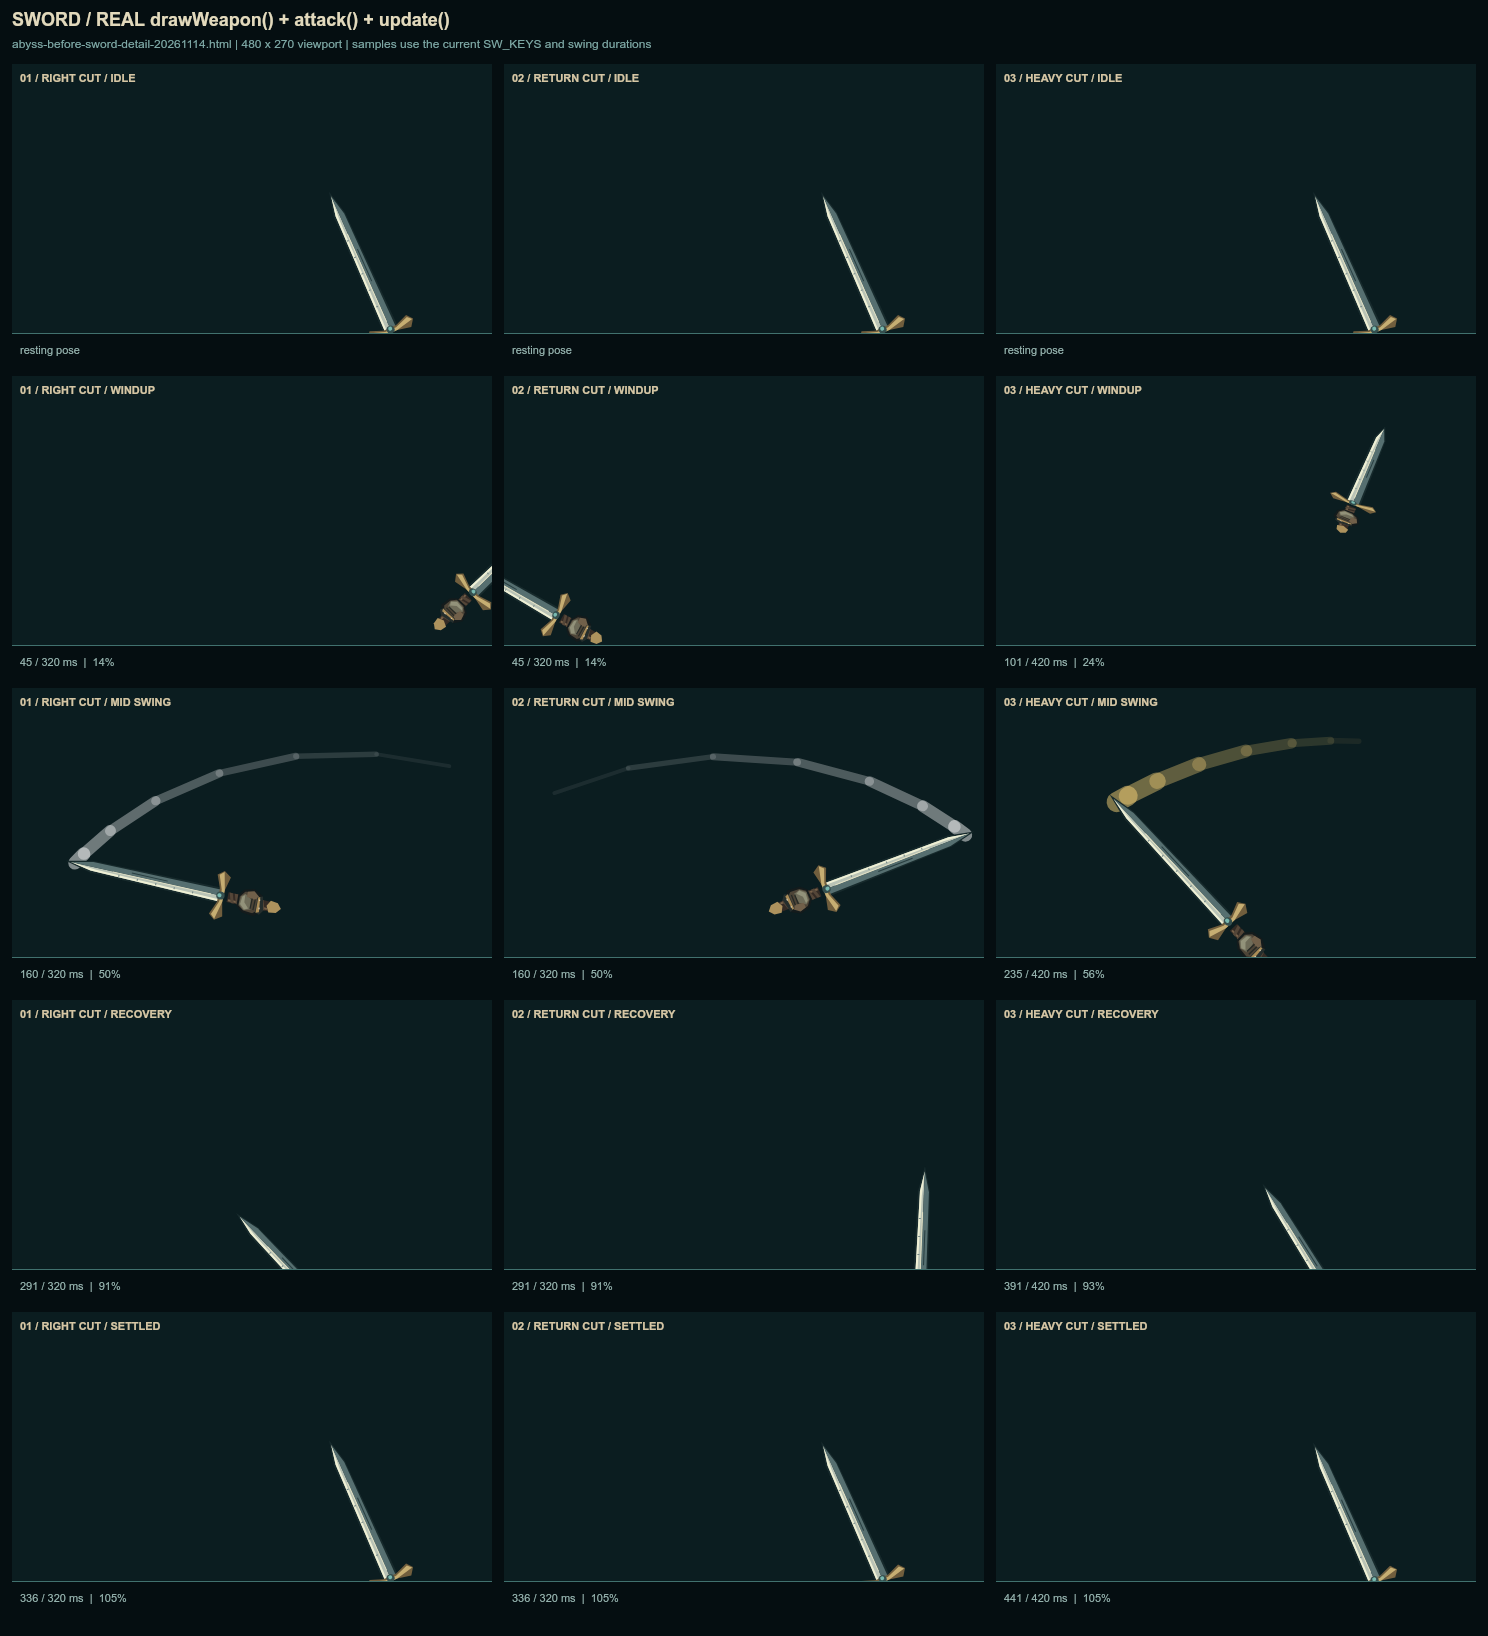 SWORD / REAL drawWeapon() + attack() + update()
abyss-before-sword-detail-20261114.html | 480 x 270 viewport | samples use the current SW_KEYS and swing durations
01 / RIGHT CUT / IDLE
02 / RETURN CUT / IDLE
03 / HEAVY CUT / IDLE
resting pose
resting pose
resting pose
01 / RIGHT CUT / WINDUP
02 / RETURN CUT / WINDUP
03 / HEAVY CUT / WINDUP
45 / 320 ms | 14%
45 / 320 ms | 14%
101 / 420 ms | 24%
01 / RIGHT CUT / MID SWING
02 / RETURN CUT / MID SWING
03 / HEAVY CUT / MID SWING
160 / 320 ms | 50%
160 / 320 ms | 50%
235 / 420 ms | 56%
01 / RIGHT CUT / RECOVERY
02 / RETURN CUT / RECOVERY
03 / HEAVY CUT / RECOVERY
291 / 320 ms | 91%
291 / 320 ms | 91%
391 / 420 ms | 93%
01 / RIGHT CUT / SETTLED
02 / RETURN CUT / SETTLED
03 / HEAVY CUT / SETTLED
336 / 320 ms | 105%
336 / 320 ms | 105%
441 / 420 ms | 105%